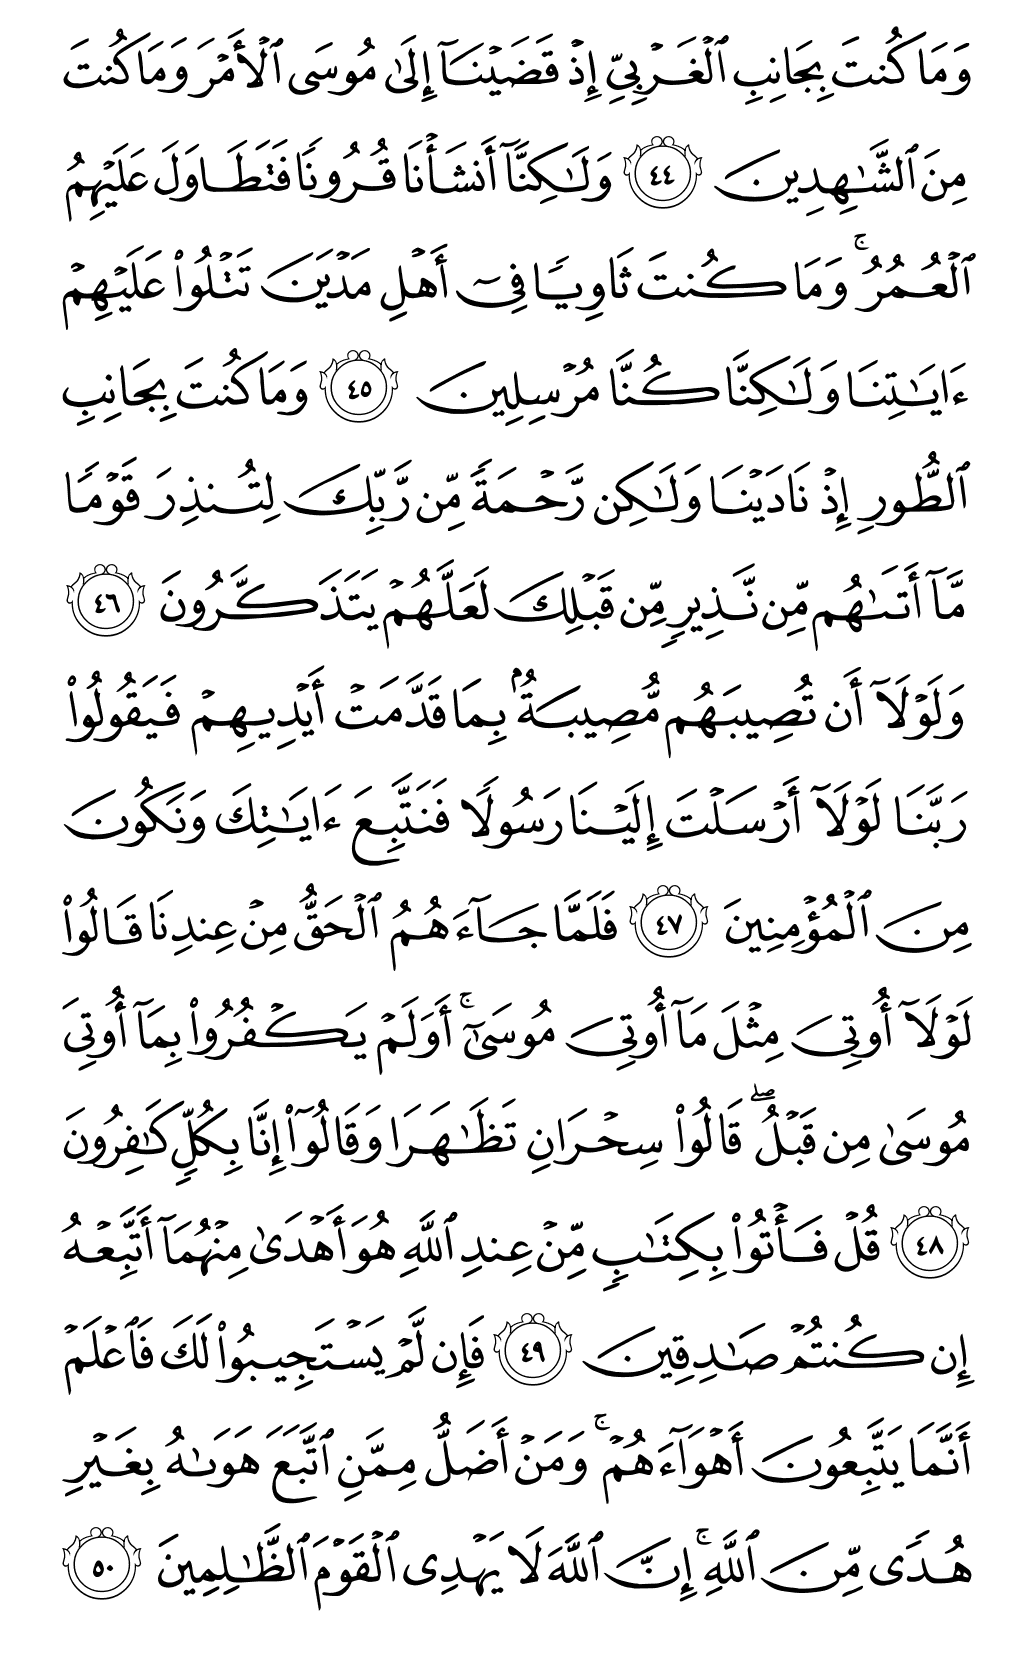 وَمَا كُنتَ بِجَانِبِ ٱلْغَرْبِيِّ إِذْ قَضَيْنَآ إِلَىٰ مُوسَى ٱلْأَمْرَ وَمَا كُنتَ
مِنَ ٱلشَّـٰهِدِينَ ٤٤ وَلَـٰكِنَّآ أَنشَأْنَا قُرُونًا فَتَطَاوَلَ عَلَيْهِمُ
ٱلْعُمُرُ ۚ وَمَا كُنتَ ثَاوِيًا فِىٓ أَهْلِ مَدْيَنَ تَتْلُوا۟ عَلَيْهِمْ
ءَايَـٰتِنَا وَلَـٰكِنَّا كُنَّا مُرْسِلِينَ ٤٥ وَمَا كُنتَ بِجَانِبِ
ٱلطُّورِ إِذْ نَادَيْنَا وَلَـٰكِن رَّحْمَةً مِّن رَّبِّكَ لِتُنذِرَ قَوْمًا
مَّآ أَتَىٰهُم مِّن نَّذِيرٍ مِّن قَبْلِكَ لَعَلَّهُمْ يَتَذَكَّرُونَ ٤٦
وَلَوْلَآ أَن تُصِيبَهُم مُّصِيبَةٌۢ بِمَا قَدَّمَتْ أَيْدِيهِمْ فَيَقُولُوا۟
رَبَّنَا لَوْلَآ أَرْسَلْتَ إِلَيْنَا رَسُولًا فَنَتَّبِعَ ءَايَـٰتِكَ وَنَكُونَ
مِنَ ٱلْمُؤْمِنِينَ ٤٧ فَلَمَّا جَآءَهُمُ ٱلْحَقُّ مِنْ عِندِنَا قَالُوا۟
لَوْلَآ أُوتِىَ مِثْلَ مَآ أُوتِىَ مُوسَىٰٓ ۚ أَوَلَمْ يَكْفُرُوا۟ بِمَآ أُوتِىَ
مُوسَىٰ مِن قَبْلُ ۖ قَالُوا۟ سِحْرَانِ تَظَـٰهَرَا وَقَالُوٓا۟ إِنَّا بِكُلٍّ كَـٰفِرُونَ
٤٨ قُلْ فَأْتُوا۟ بِكِتَـٰبٍ مِّنْ عِندِ ٱللَّهِ هُوَ أَهْدَىٰ مِنْهُمَآ أَتَّبِعْهُ
إِن كُنتُمْ صَـٰدِقِينَ ٤٩ فَإِن لَّمْ يَسْتَجِيبُوا۟ لَكَ فَٱعْلَمْ
أَنَّمَا يَتَّبِعُونَ أَهْوَآءَهُمْ ۚ وَمَنْ أَضَلُّ مِمَّنِ ٱتَّبَعَ هَوَىٰهُ بِغَيْرِ
هُدًى مِّنَ ٱللَّهِ ۚ إِنَّ ٱللَّهَ لَا يَهْدِى ٱلْقَوْمَ ٱلظَّـٰلِمِينَ ٥٠